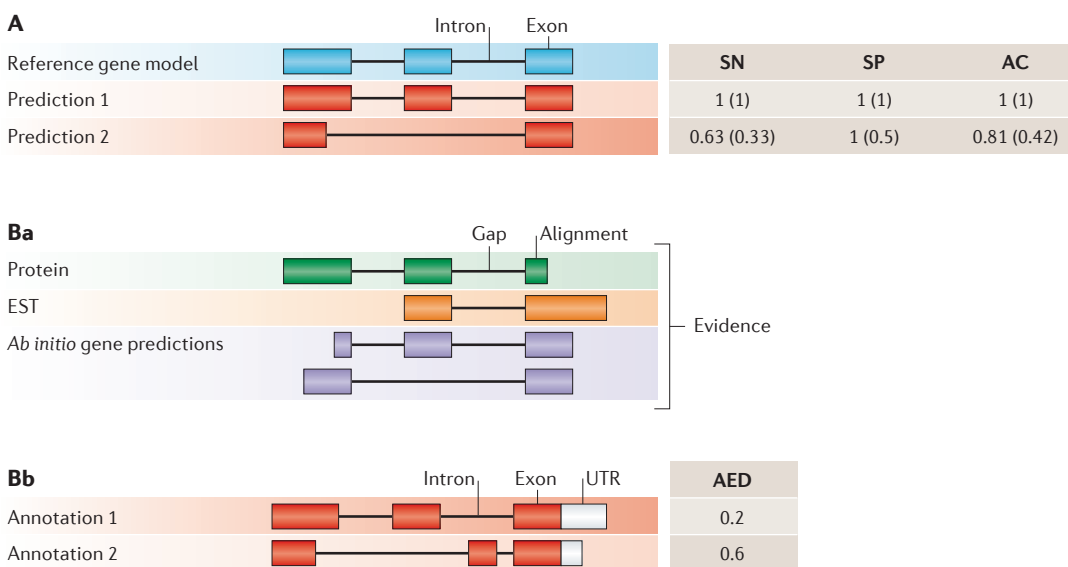 A
Intron Exon
Reference gene model
SN SP AC
Prediction 1
1 (1) 1 (1) 1 (1)
Prediction 2
0.63 (0.33) 1 (0.5) 0.81 (0.42)
Ba
Gap Alignment
Protein
EST
Evidence
Ab initio gene predictions
Bb
Intron Exon UTR
AED
Annotation 1
0.2
Annotation 2
0.6